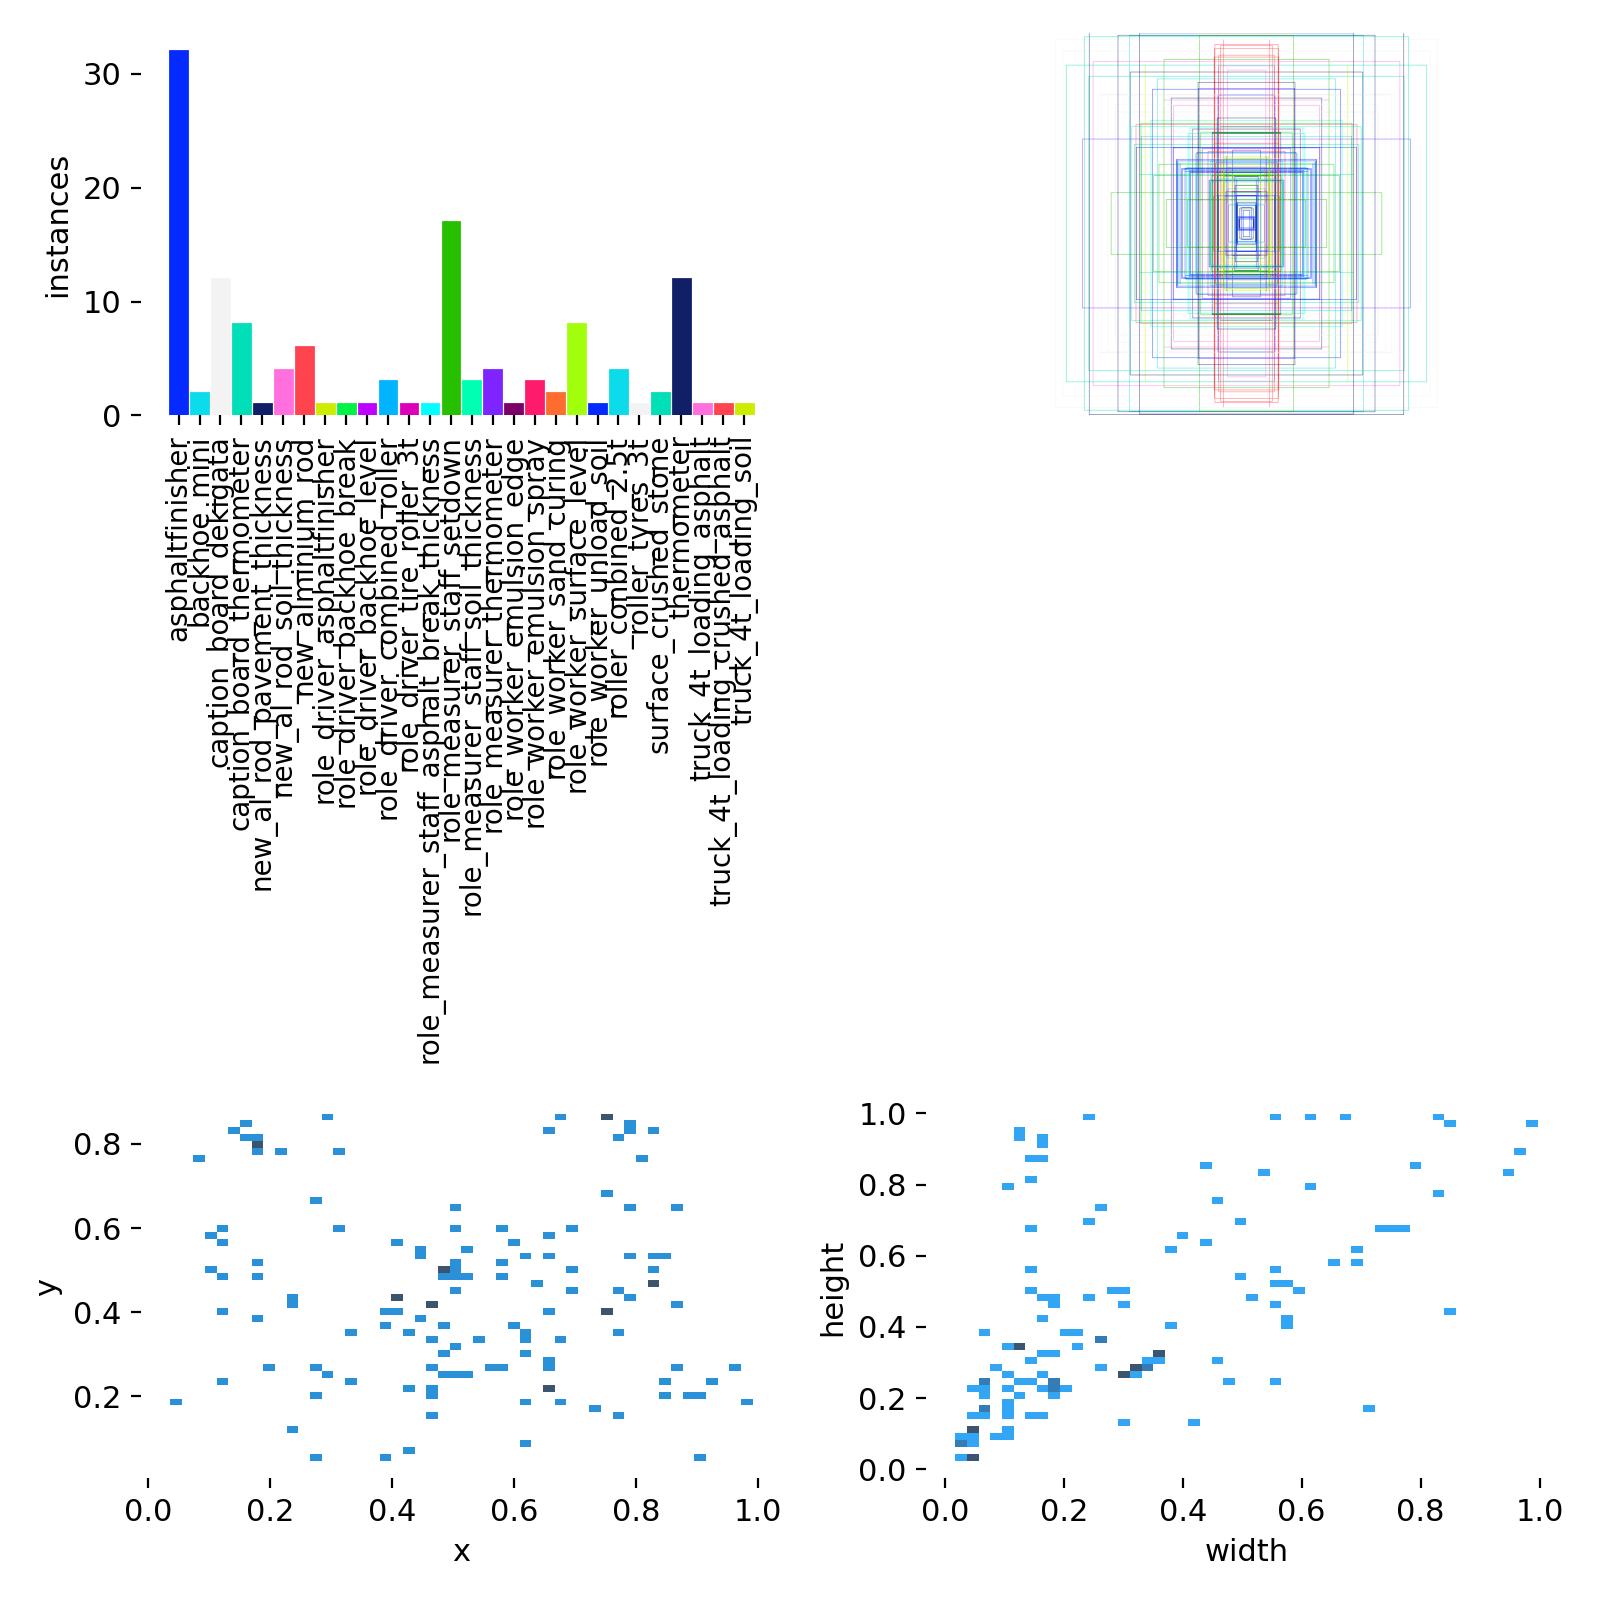 instances
30
20
10
0
asphaltfinisher
backhoe_mini
caption_board_dekigata
caption_board_thermometer
new_al_rod_pavement_thickness
new_al_rod_soil_thickness
new_alminium_rod
role_driver_asphaltfinisher
role_driver_backhoe_break
role_driver_backhoe_level
role_driver_combined_roller
role_driver_tire_roller_3t
role_measurer_staff_asphalt_break_thickness
role_measurer_staff_setdown
role_measurer_staff_soil_thickness
role_measurer_thermometer
role_worker_emulsion_edge
role_worker_emulsion_spray
role_worker_sand_curing
role_worker_surface_level
role_worker_unload_soil
roller_combined_2.5t
roller_tyres_3t
surface_crushed_stone
thermometer
truck_4t_loading_asphalt
truck_4t_loading_crushed_asphalt
truck_4t_loading_soil
y
0.8
0.6
0.4
0.2
0.0 0.2 0.4 0.6 0.8 1.0
x
height
1.0
0.8
0.6
0.4
0.2
0.0
0.0 0.2 0.4 0.6 0.8 1.0
width